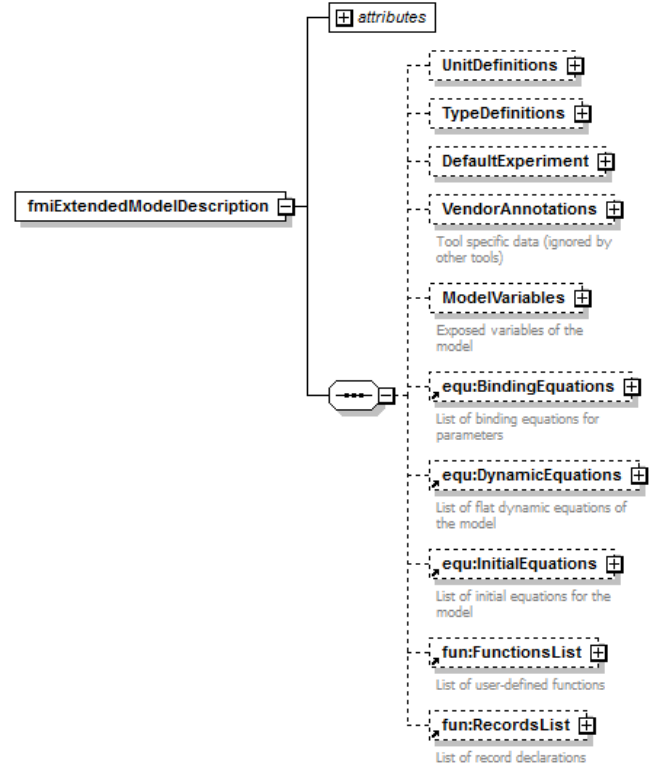 attributes
UnitDefinitions
TypeDefinitions
DefaultExperiment
fmiExtendedModelDescription
VendorAnnotations
Tool specific data (ignored by
other tools)
ModelVariables
Exposed variables of the
model
equ:BindingEquations
List of binding equations for
parameters
equ:DynamicEquations
List of flat dynamic equations of
the model
equ:InitialEquations
List of initial equations for the
model
fun:FunctionsList
List of user-defined functions
fun:RecordsList
List of record declarations